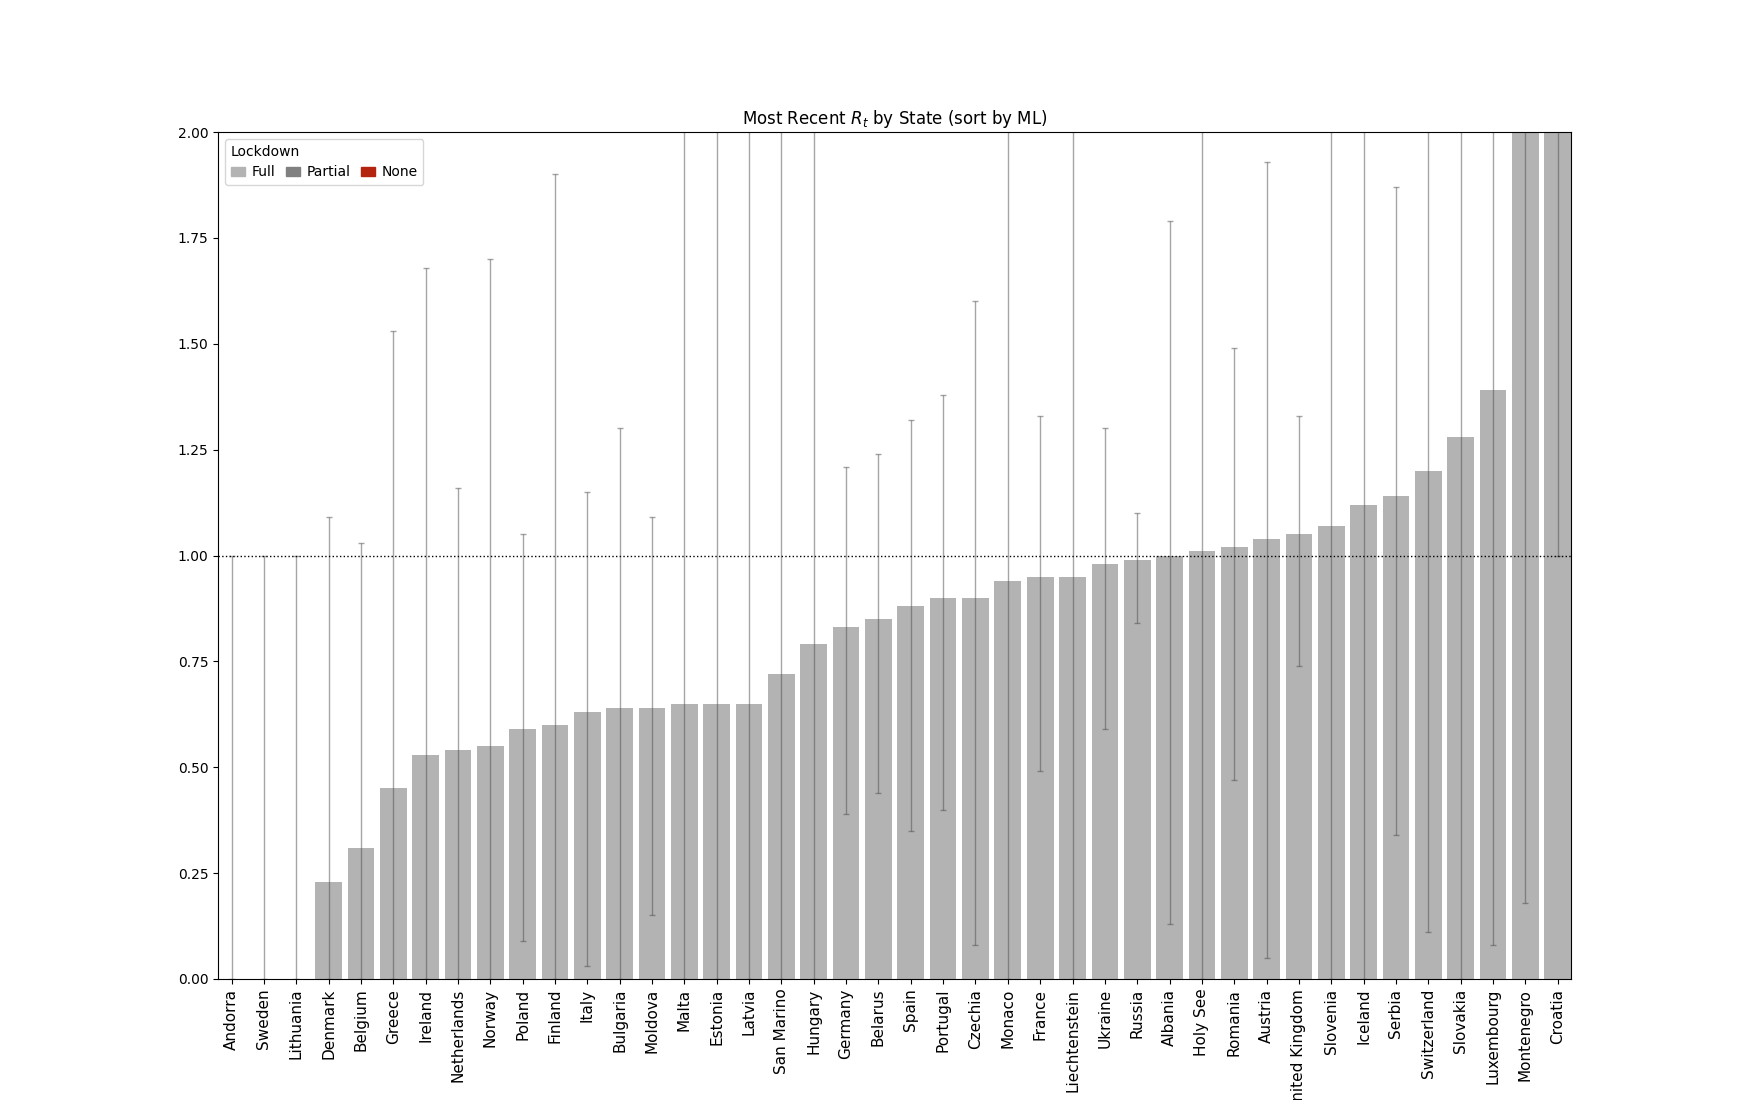 Most Recent Rt by State (sort by ML)
Lockdown
Full Partial None
2.00
1.75
1.50
1.25
1.00
0.75
0.50
0.25
0.00
Andorra
Sweden
Lithuania
Denmark
Belgium
Greece
Ireland
Netherlands
Norway
Poland
Finland
Italy
Bulgaria
Moldova
Malta
Estonia
Latvia
San Marino
Hungary
Germany
Belarus
Spain
Portugal
Czechia
Monaco
France
Liechtenstein
Ukraine
Russia
Albania
Holy See
Romania
Austria
nited Kingdom
Slovenia
Iceland
Serbia
Switzerland
Slovakia
Luxembourg
Montenegro
Croatia